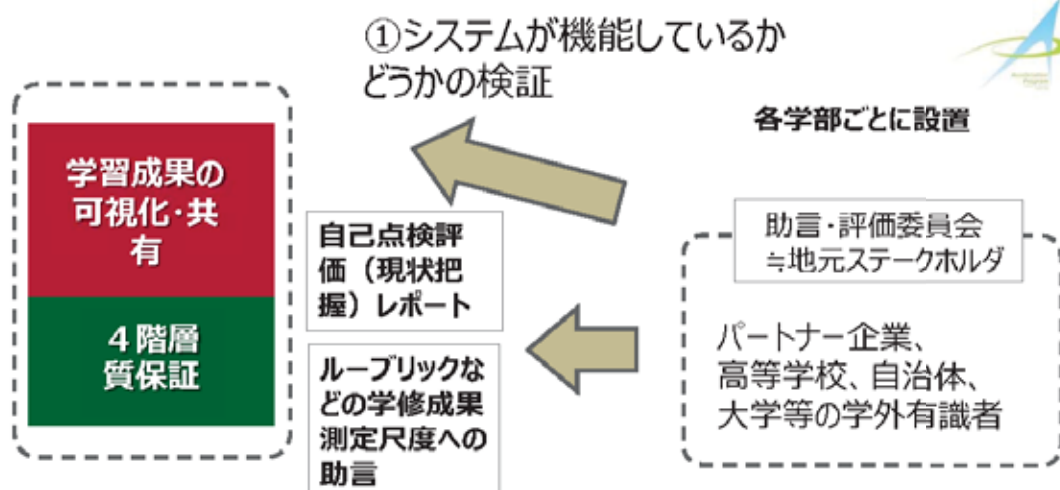 ①システムが機能しているか
どうかの検証
各学部ごとに設置
学習成果の
可視化・共
有
4階層
質保証
自己点検評
価（現状把
握）レポート
ルーブリックな
どの学修成果
測定尺度への
助言
助言・評価委員会
≒地元ステークホルダ
パートナー企業、
高等学校、自治体、
大学等の学外有識者